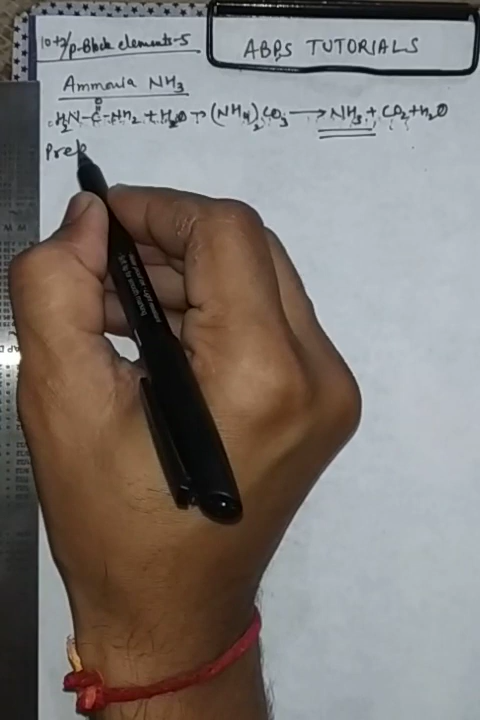 10+2/p-Block elements-5
ABPS TUTORIALS
Ammonia NH3
O
H2N-C-NH2 + H2O → (NH4)2CO3 → NH3 + CO2 + H2O
Prep